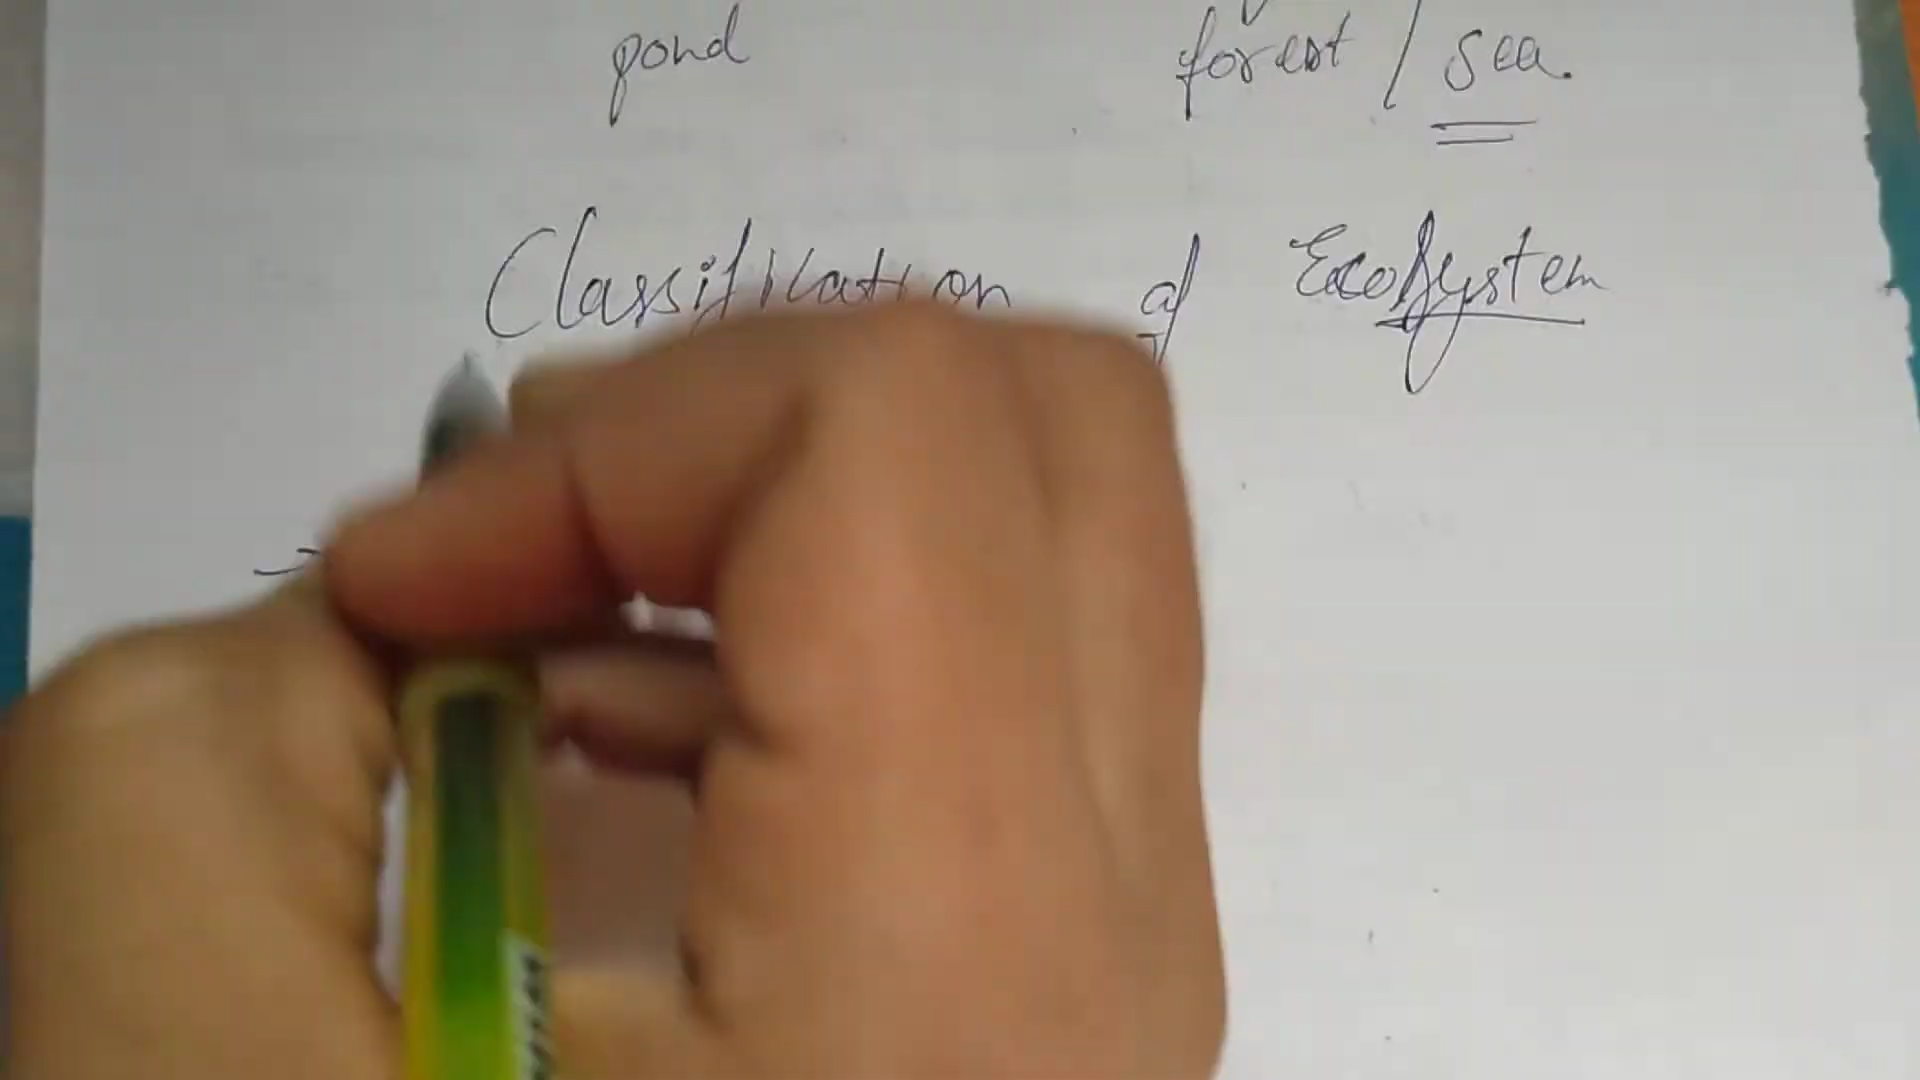 pond forest / sea.
Classification of Ecosystem